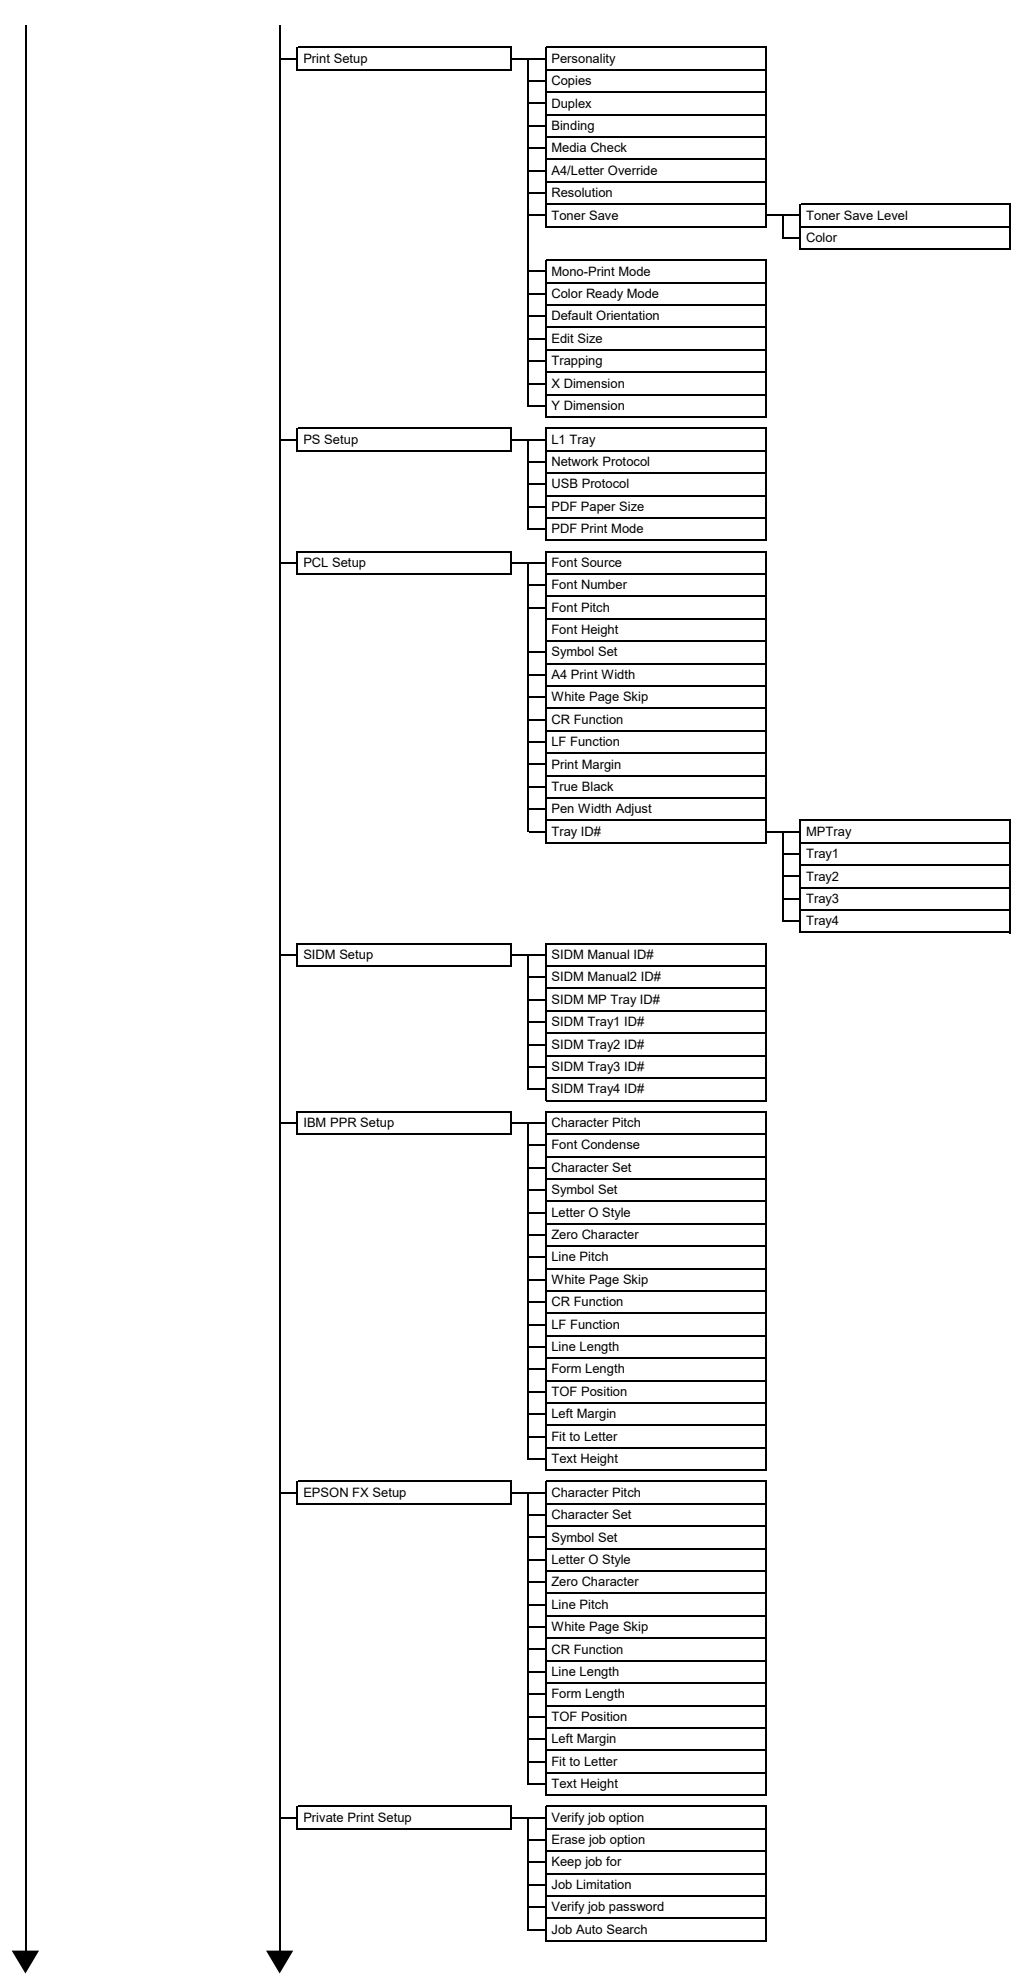 Print Setup
Personality
Copies
Duplex
Binding
Media Check
A4/Letter Override
Resolution
Toner Save
Toner Save Level
Color
Mono-Print Mode
Color Ready Mode
Default Orientation
Edit Size
Trapping
X Dimension
Y Dimension
PS Setup
L1 Tray
Network Protocol
USB Protocol
PDF Paper Size
PDF Print Mode
PCL Setup
Font Source
Font Number
Font Pitch
Font Height
Symbol Set
A4 Print Width
White Page Skip
CR Function
LF Function
Print Margin
True Black
Pen Width Adjust
Tray ID#
MPTray
Tray1
Tray2
Tray3
Tray4
SIDM Setup
SIDM Manual ID#
SIDM Manual2 ID#
SIDM MP Tray ID#
SIDM Tray1 ID#
SIDM Tray2 ID#
SIDM Tray3 ID#
SIDM Tray4 ID#
IBM PPR Setup
Character Pitch
Font Condense
Character Set
Symbol Set
Letter O Style
Zero Character
Line Pitch
White Page Skip
CR Function
LF Function
Line Length
Form Length
TOF Position
Left Margin
Fit to Letter
Text Height
EPSON FX Setup
Character Pitch
Character Set
Symbol Set
Letter O Style
Zero Character
Line Pitch
White Page Skip
CR Function
Line Length
Form Length
TOF Position
Left Margin
Fit to Letter
Text Height
Private Print Setup
Verify job option
Erase job option
Keep job for
Job Limitation
Verify job password
Job Auto Search